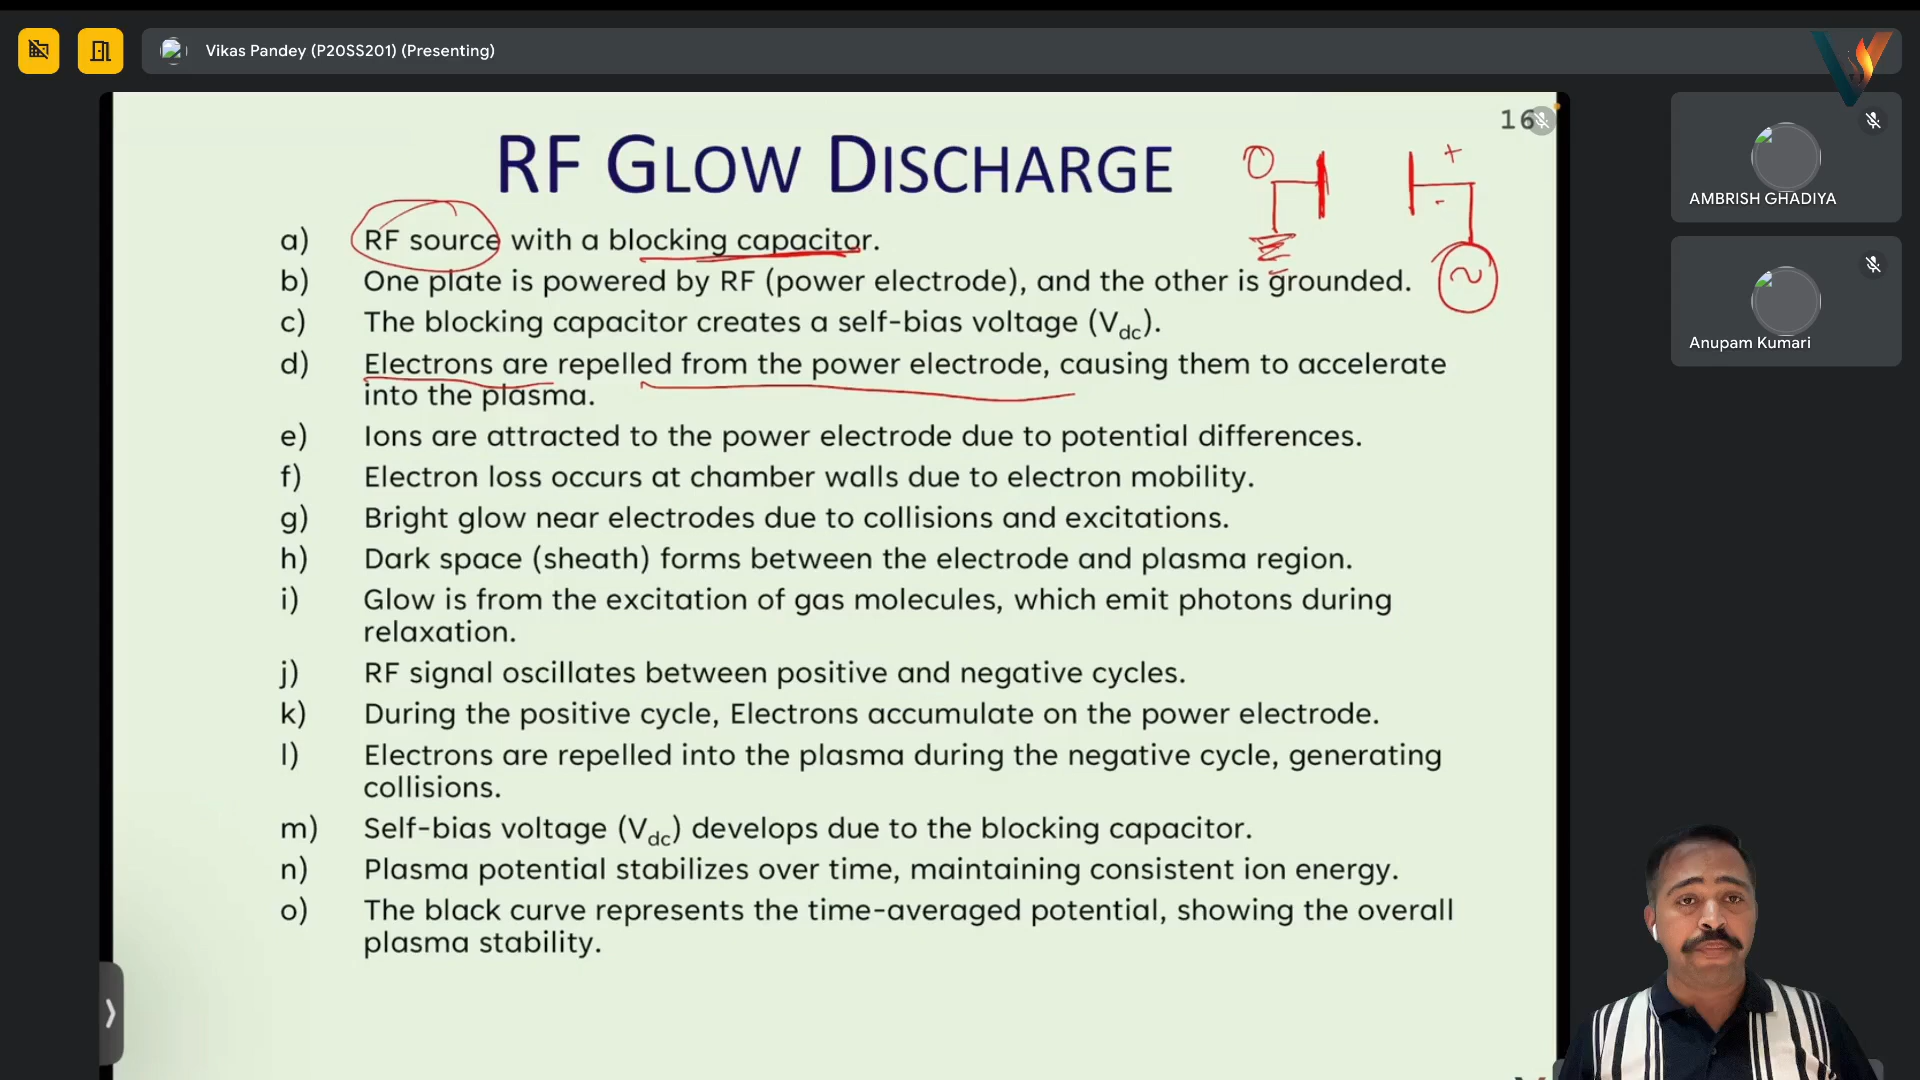 Vikas Pandey (P20SS201) (Presenting)
16
RF GLOW DISCHARGE
0
+
-
~
a) RF source with a blocking capacitor.
b) One plate is powered by RF (power electrode), and the other is grounded.
c) The blocking capacitor creates a self-bias voltage (Vdc).
d) Electrons are repelled from the power electrode, causing them to accelerate
into the plasma.
e) Ions are attracted to the power electrode due to potential differences.
f) Electron loss occurs at chamber walls due to electron mobility.
g) Bright glow near electrodes due to collisions and excitations.
h) Dark space (sheath) forms between the electrode and plasma region.
i) Glow is from the excitation of gas molecules, which emit photons during
relaxation.
j) RF signal oscillates between positive and negative cycles.
k) During the positive cycle, Electrons accumulate on the power electrode.
l) Electrons are repelled into the plasma during the negative cycle, generating
collisions.
m) Self-bias voltage (Vdc) develops due to the blocking capacitor.
n) Plasma potential stabilizes over time, maintaining consistent ion energy.
o) The black curve represents the time-averaged potential, showing the overall
plasma stability.
AMBRISH GHADIYA
Anupam Kumari